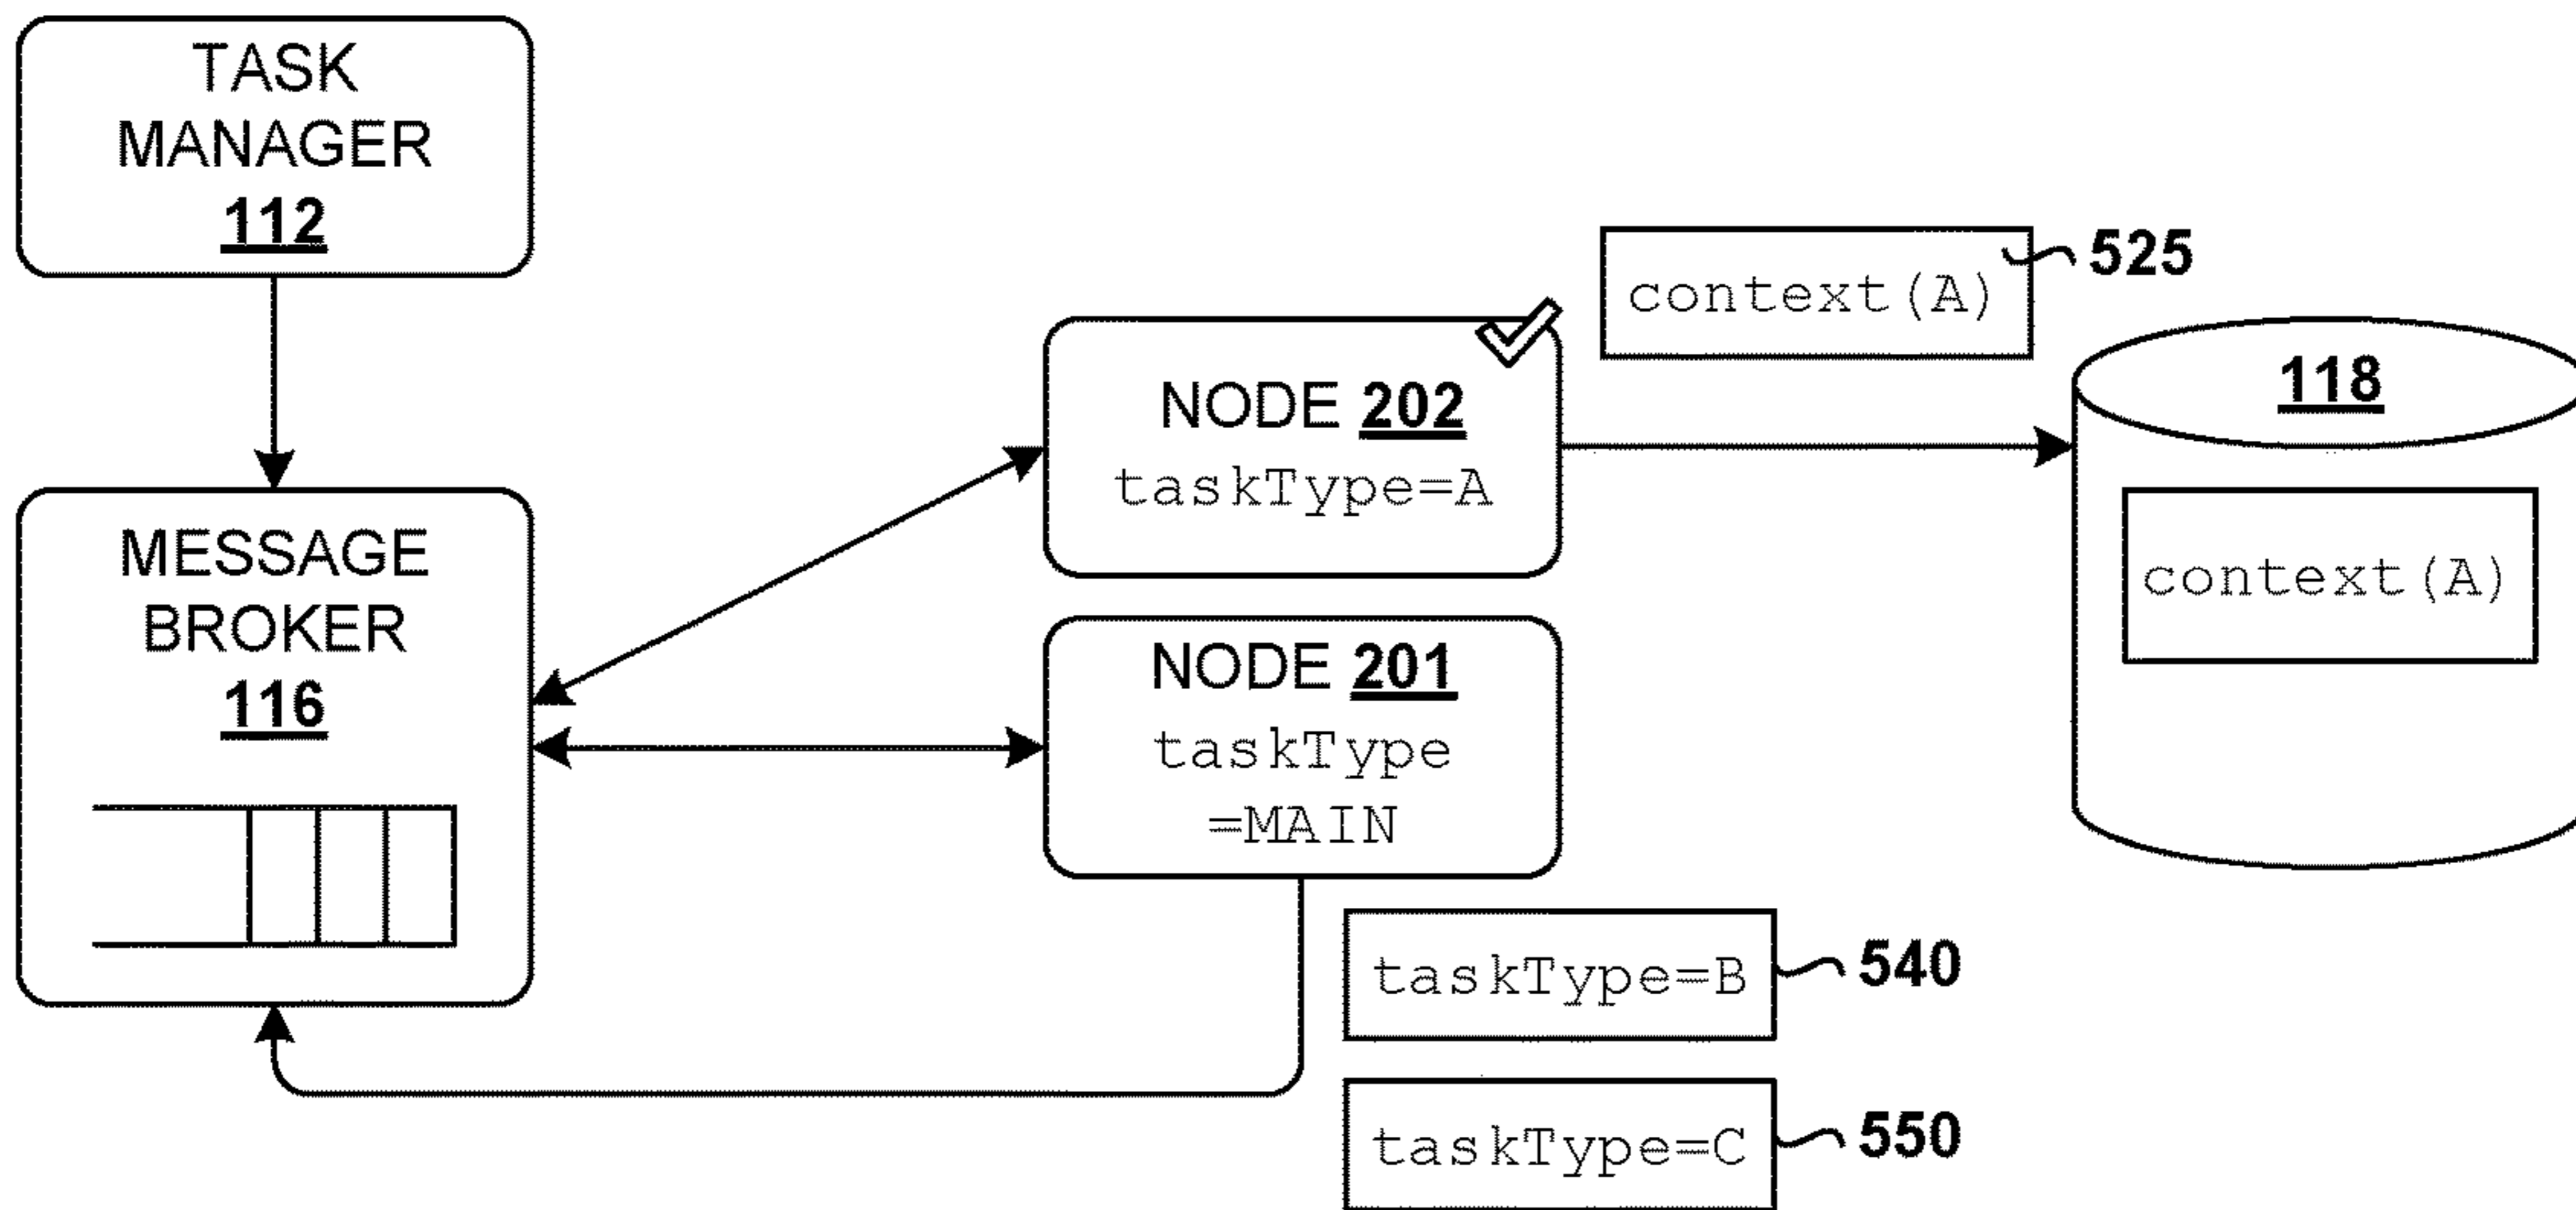 TASK
MANAGER
112
MESSAGE
BROKER
116
NODE 202
taskType=A
NODE 201
taskType
=MAIN
context(A)
525
118
context(A)
taskType=B
540
taskType=C
550